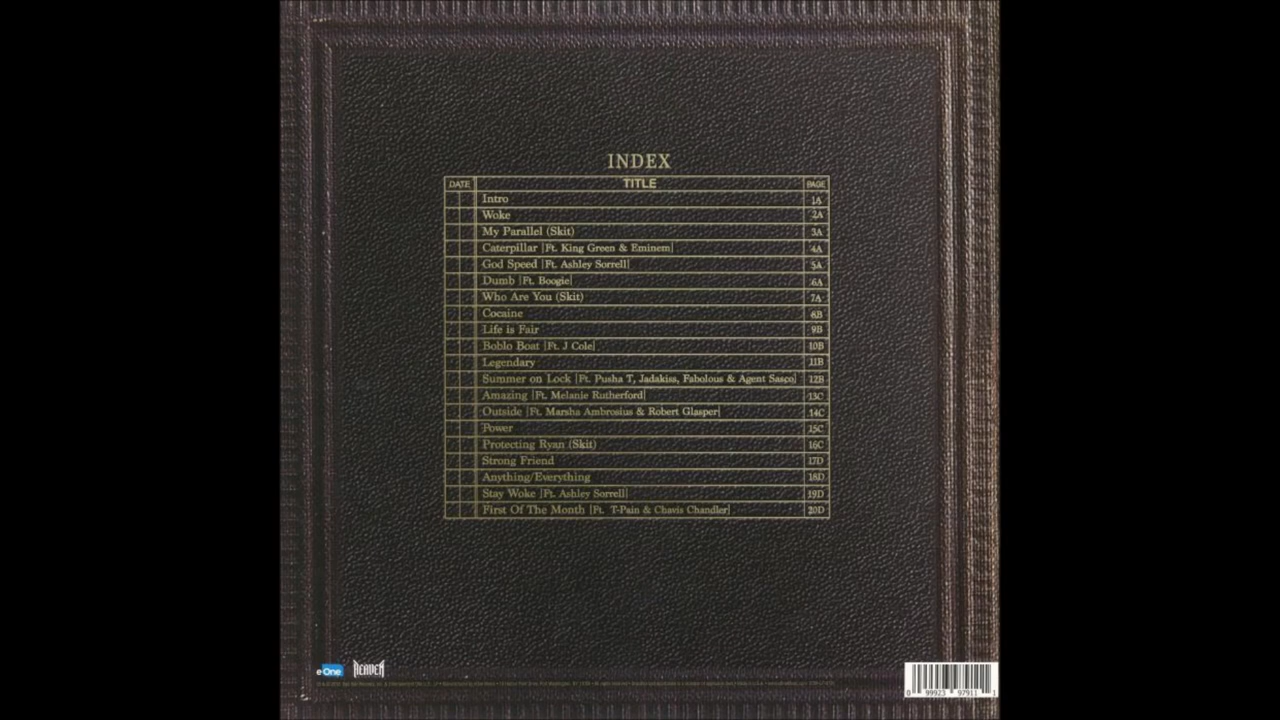 INDEX
DATE TITLE PAGE
Intro 1A
Woke 2A
My Parallel (Skit) 3A
Caterpillar [Ft. King Green & Eminem] 4A
God Speed [Ft. Ashley Sorrell] 5A
Dumb [Ft. Boogie] 6A
Who Are You (Skit) 7A
Cocaine 8B
Life is Fair 9B
Boblo Boat [Ft. J Cole] 10B
Legendary 11B
Summer on Lock [Ft. Pusha T, Jadakiss, Fabolous & Agent Sasco] 12B
Amazing [Ft. Melanie Rutherford] 13C
Outside [Ft. Marsha Ambrosius & Robert Glasper] 14C
Power 15C
Protecting Ryan (Skit) 16C
Strong Friend 17D
Anything/Everything 18D
Stay Woke [Ft. Ashley Sorrell] 19D
First Of The Month [Ft. T-Pain & Chavis Chandler] 20D
eOne HEAVEN
0 99923 97911 1